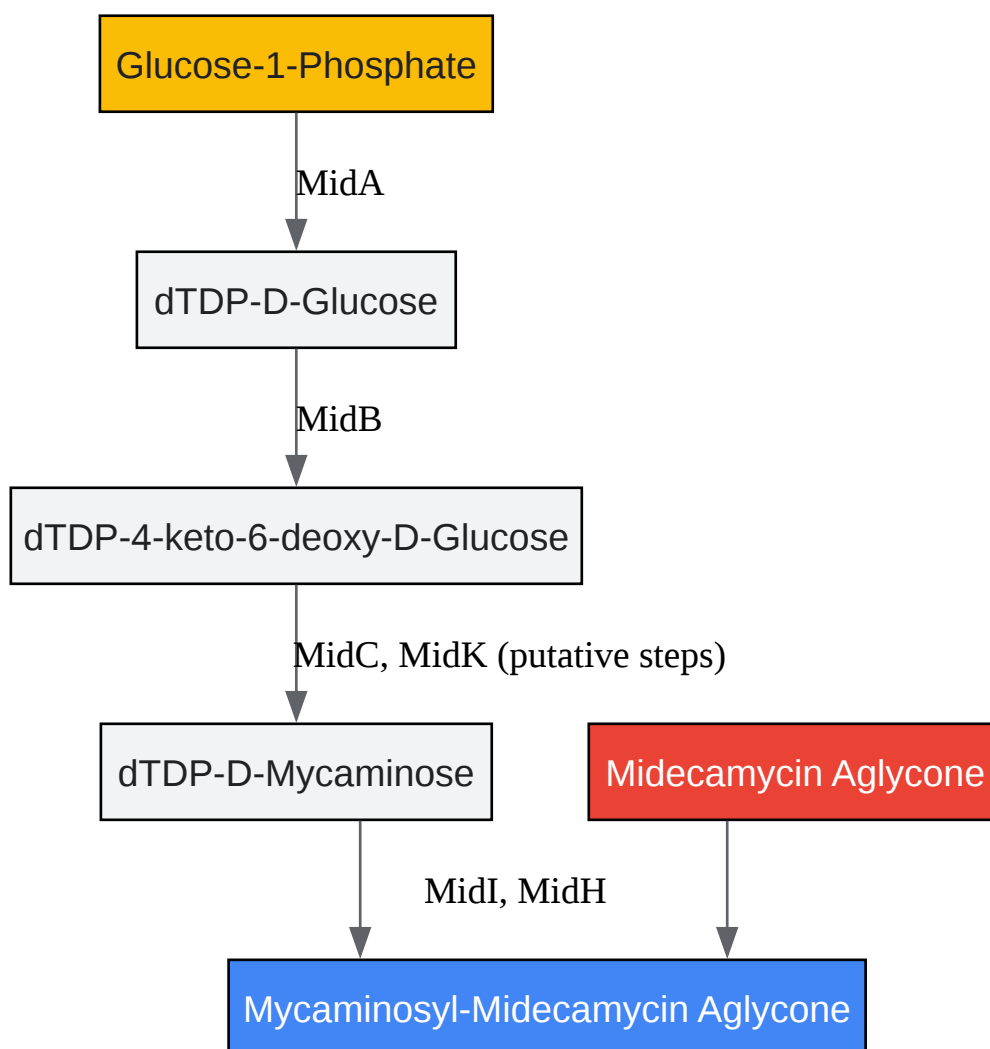 Glucose-1-Phosphate
MidA
dTDP-D-Glucose
MidB
dTDP-4-keto-6-deoxy-D-Glucose
MidC, MidK (putative steps)
dTDP-D-Mycaminose
Midecamycin Aglycone
MidI, MidH
Mycaminosyl-Midecamycin Aglycone